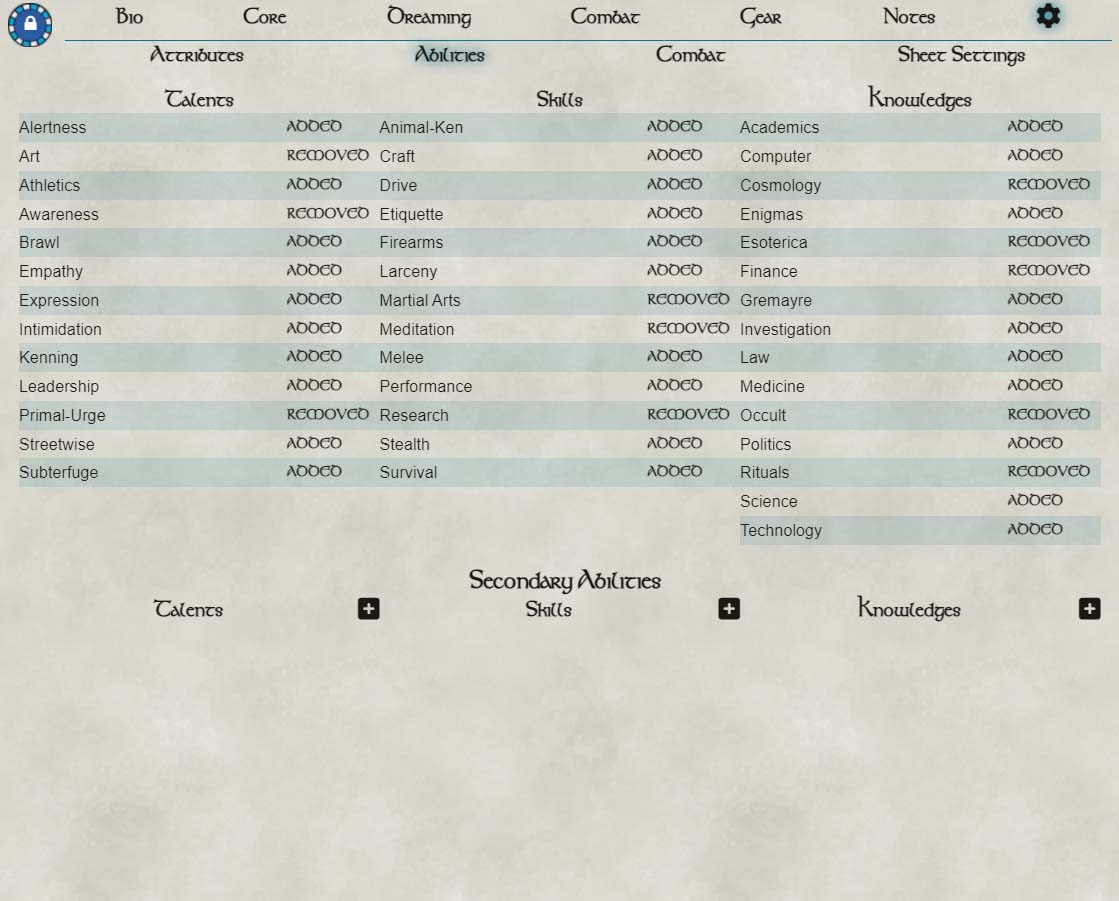 Bio Core Dreaming Combat Gear Notes
Attributes Abilities Combat Sheet Settings
Talents Skills Knowledges
Alertness ADDED Animal-Ken ADDED Academics ADDED
Art REMOVED Craft ADDED Computer ADDED
Athletics ADDED Drive ADDED Cosmology REMOVED
Awareness REMOVED Etiquette ADDED Enigmas ADDED
Brawl ADDED Firearms ADDED Esoterica REMOVED
Empathy ADDED Larceny ADDED Finance REMOVED
Expression ADDED Martial Arts REMOVED Gremayre ADDED
Intimidation ADDED Meditation REMOVED Investigation ADDED
Kenning ADDED Melee ADDED Law ADDED
Leadership ADDED Performance ADDED Medicine ADDED
Primal-Urge REMOVED Research REMOVED Occult REMOVED
Streetwise ADDED Stealth ADDED Politics ADDED
Subterfuge ADDED Survival ADDED Rituals REMOVED
Science ADDED
Technology ADDED
Secondary Abilities
Talents Skills Knowledges